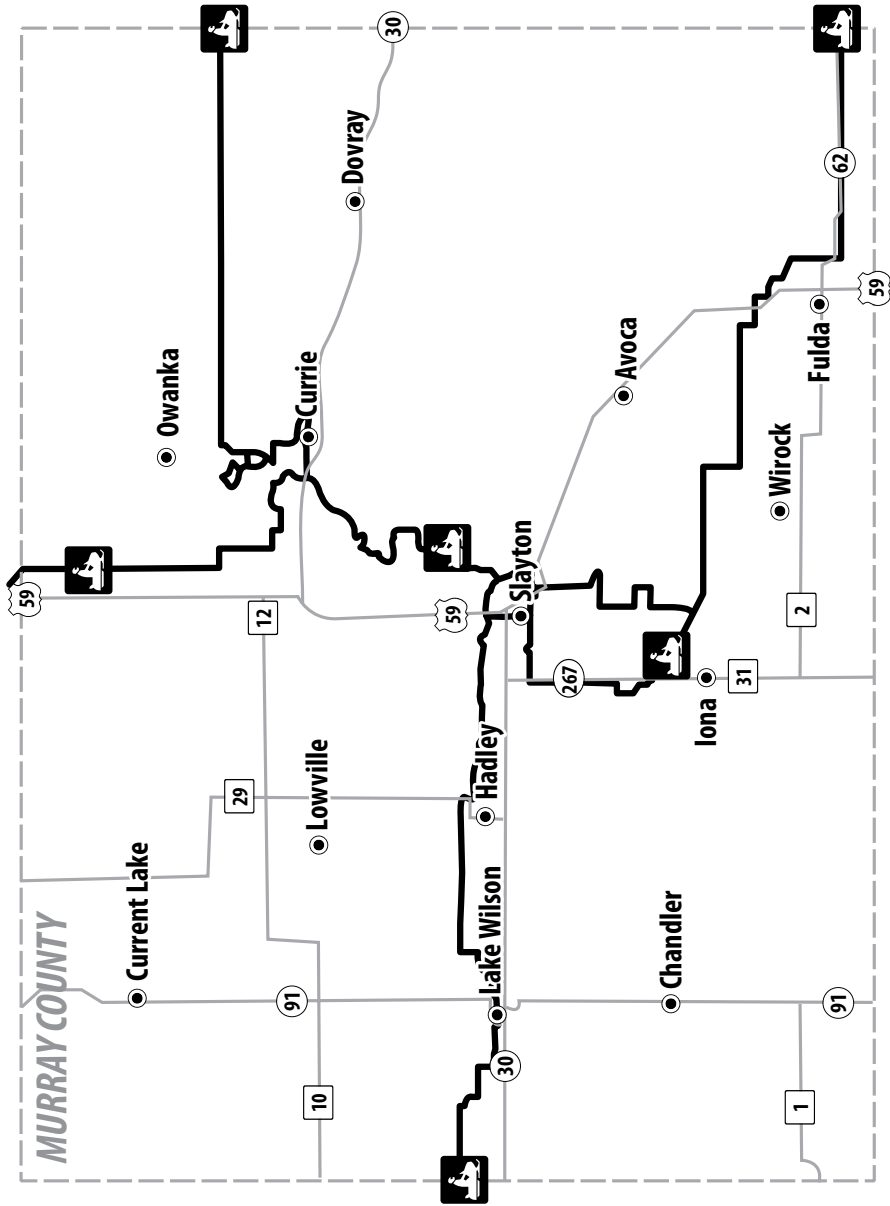 MURRAY COUNTY
59
Current Lake
Owanka
29
12
91
Currie
10
Lowville
Dovray
30
59
Hadley
Lake Wilson
30
Slayton
267
Avoca
Chandler
Iona
31
Wirock
1
2
Fulda
91
62
59